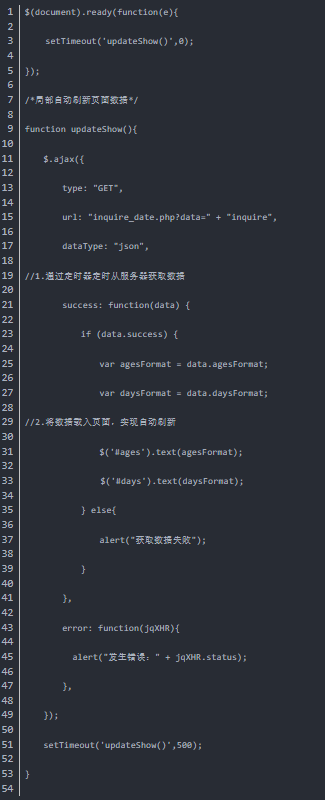 1 $(document).ready(function(e){
2
3 setTimeout('updateShow()',0);
4
5 });
6
7 /*局部自动刷新页面数据*/
8
9 function updateShow(){
10
11 $.ajax({
12
13 type: "GET",
14
15 url: "inquire_date.php?data=" + "inquire",
16
17 dataType: "json",
18
19 //1.通过定时器定时从服务器获取数据
20
21 success: function(data) {
22
23 if (data.success) {
24
25 var agesFormat = data.agesFormat;
26
27 var daysFormat = data.daysFormat;
28
29 //2.将数据载入页面，实现自动刷新
30
31 $('#ages').text(agesFormat);
32
33 $('#days').text(daysFormat);
34
35 } else{
36
37 alert("获取数据失败");
38
39 }
40
41 },
42
43 error: function(jqXHR){
44
45 alert("发生错误：" + jqXHR.status);
46
47 },
48
49 });
50
51 setTimeout('updateShow()',500);
52
53 }
54